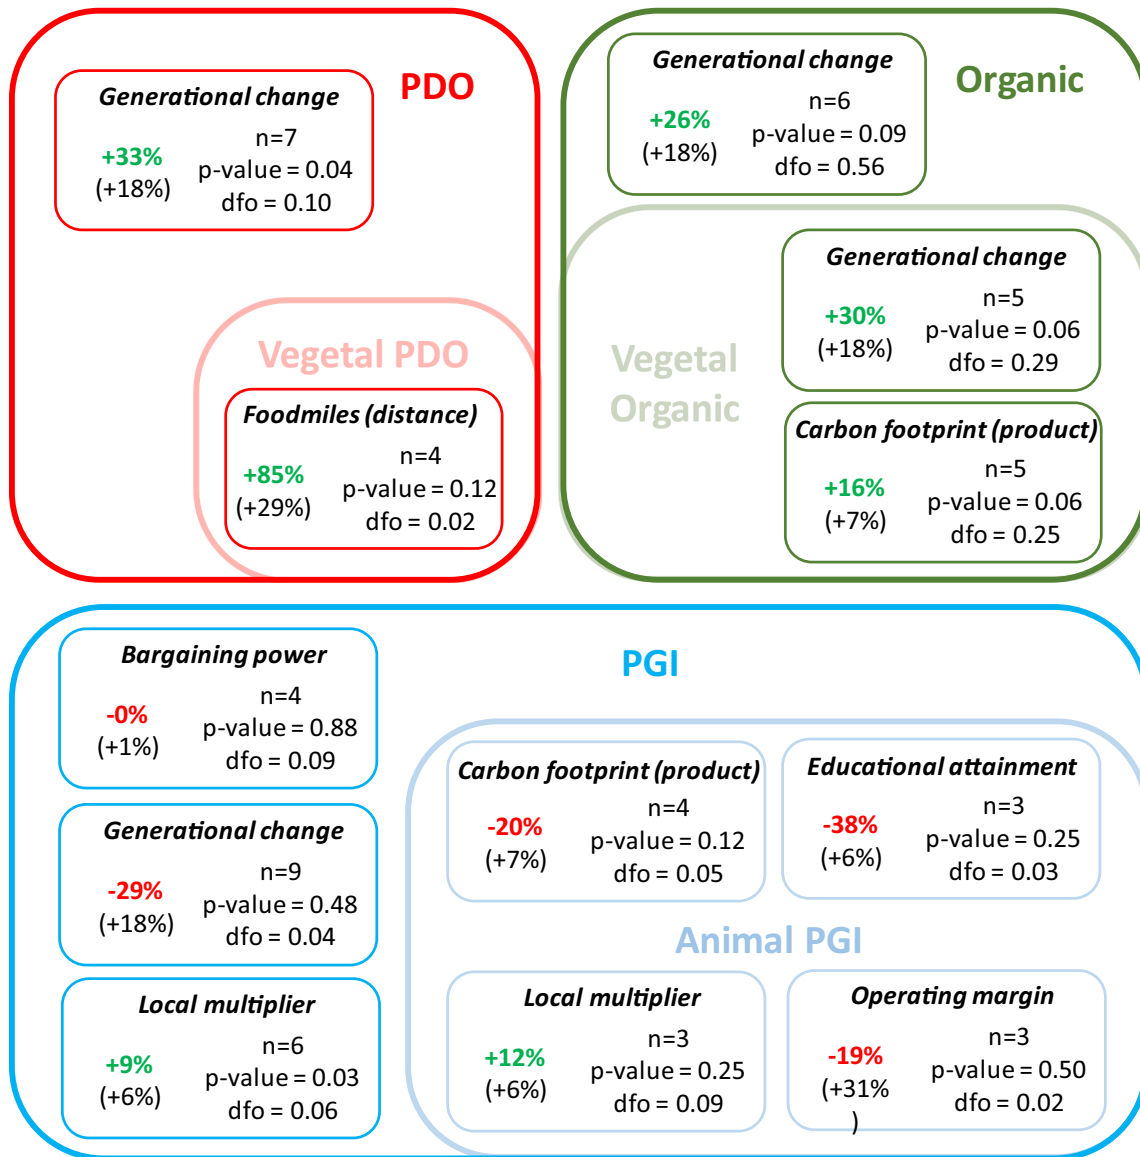 PDO
Generational change
+33%
(+18%)
n=7
p-value = 0.04
dfo = 0.10
Vegetal PDO
Foodmiles (distance)
+85%
(+29%)
n=4
p-value = 0.12
dfo = 0.02
Organic
Generational change
+26%
(+18%)
n=6
p-value = 0.09
dfo = 0.56
Vegetal
Organic
Generational change
+30%
(+18%)
n=5
p-value = 0.06
dfo = 0.29
Carbon footprint (product)
+16%
(+7%)
n=5
p-value = 0.06
dfo = 0.25
PGI
Bargaining power
-0%
(+1%)
n=4
p-value = 0.88
dfo = 0.09
Generational change
-29%
(+18%)
n=9
p-value = 0.48
dfo = 0.04
Local multiplier
+9%
(+6%)
n=6
p-value = 0.03
dfo = 0.06
Carbon footprint (product)
-20%
(+7%)
n=4
p-value = 0.12
dfo = 0.05
Educational attainment
-38%
(+6%)
n=3
p-value = 0.25
dfo = 0.03
Animal PGI
Local multiplier
+12%
(+6%)
n=3
p-value = 0.25
dfo = 0.09
Operating margin
-19%
(+31%
)
n=3
p-value = 0.50
dfo = 0.02